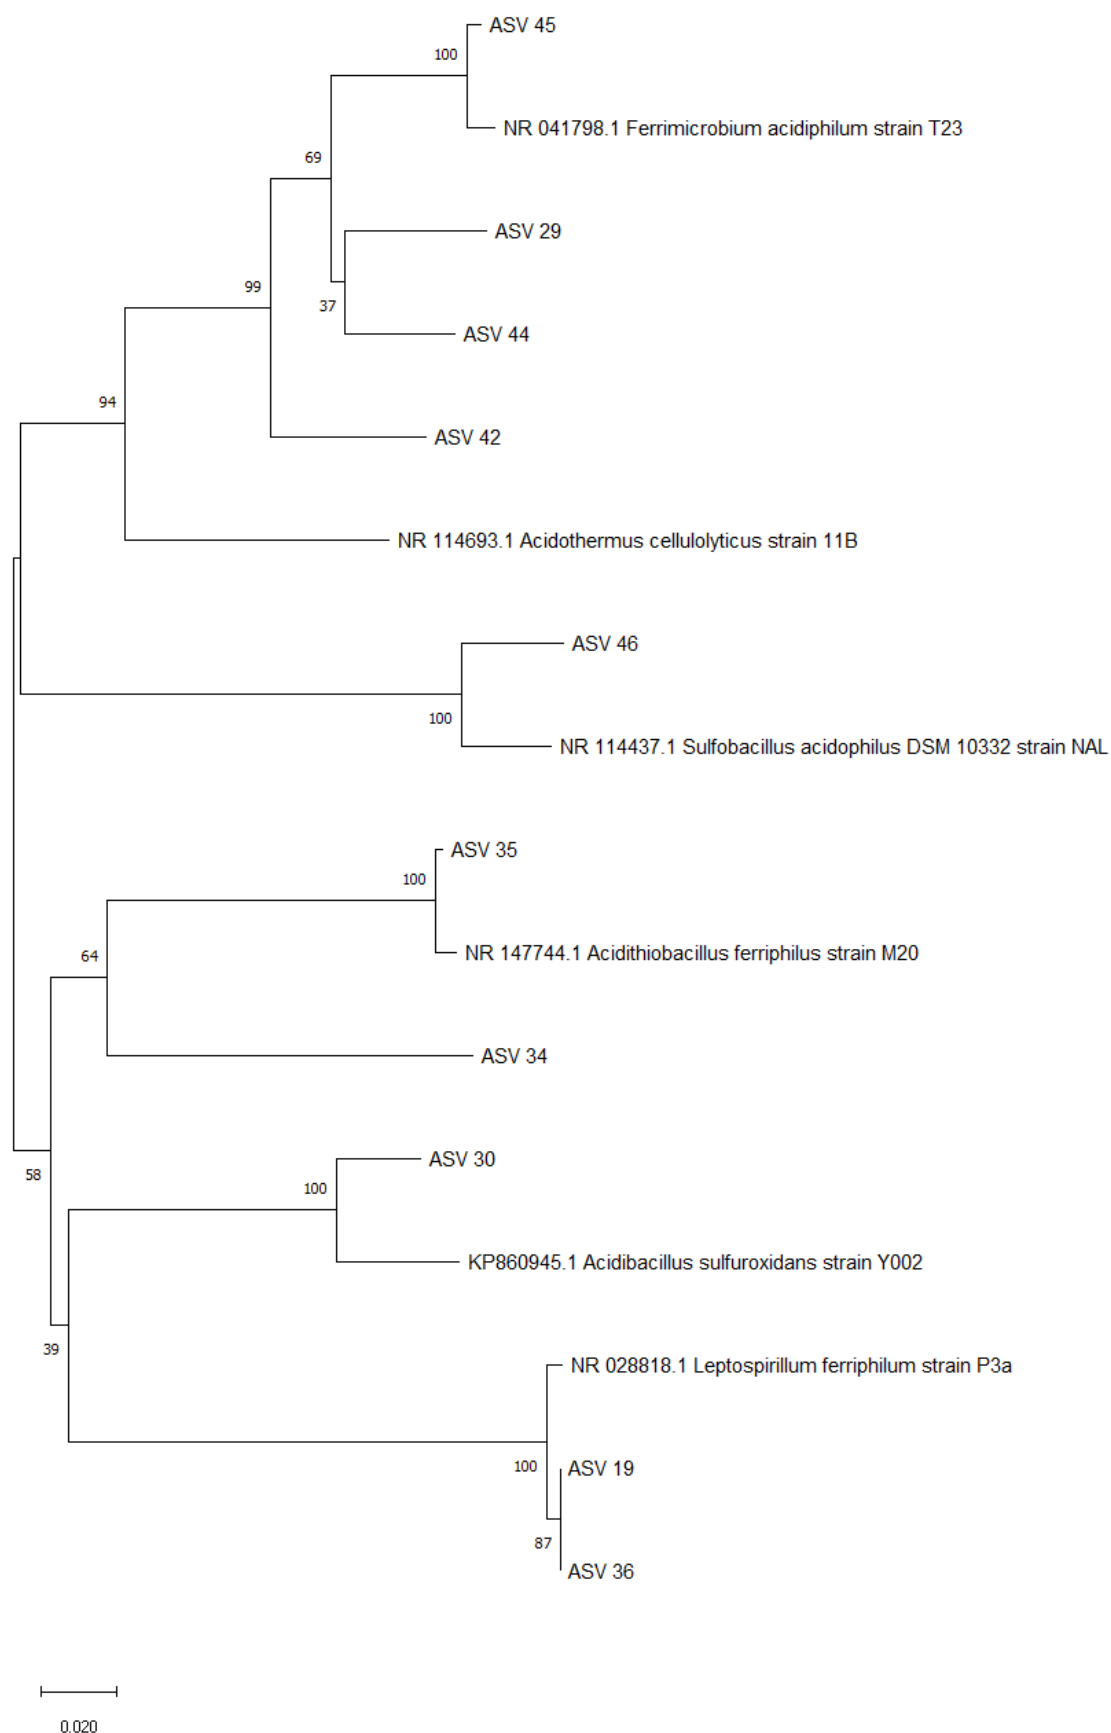 ASV 45
100
NR 041798.1 Ferrimicrobium acidiphilum strain T23
69
ASV 29
99
37
ASV 44
94
ASV 42
NR 114693.1 Acidothermus cellulolyticus strain 11B
ASV 46
100
NR 114437.1 Sulfobacillus acidophilus DSM 10332 strain NAL
ASV 35
100
64
NR 147744.1 Acidithiobacillus ferriphilus strain M20
ASV 34
58
ASV 30
100
KP860945.1 Acidibacillus sulfuroxidans strain Y002
39
NR 028818.1 Leptospirillum ferriphilum strain P3a
100
ASV 19
87
ASV 36
0.020